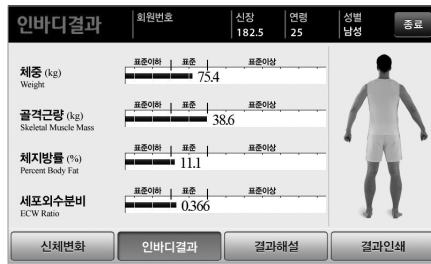 인바디결과
회원번호
신장
182.5
연령
25
성별
남성
종료
체중 (kg)
Weight
표준이하 표준 표준이상
75.4
골격근량 (kg)
Skeletal Muscle Mass
표준이하 표준 표준이상
38.6
체지방률 (%)
Percent Body Fat
표준이하 표준 표준이상
11.1
세포외수분비
ECW Ratio
표준이하 표준 표준이상
0.366
신체변화
인바디결과
결과해설
결과인쇄